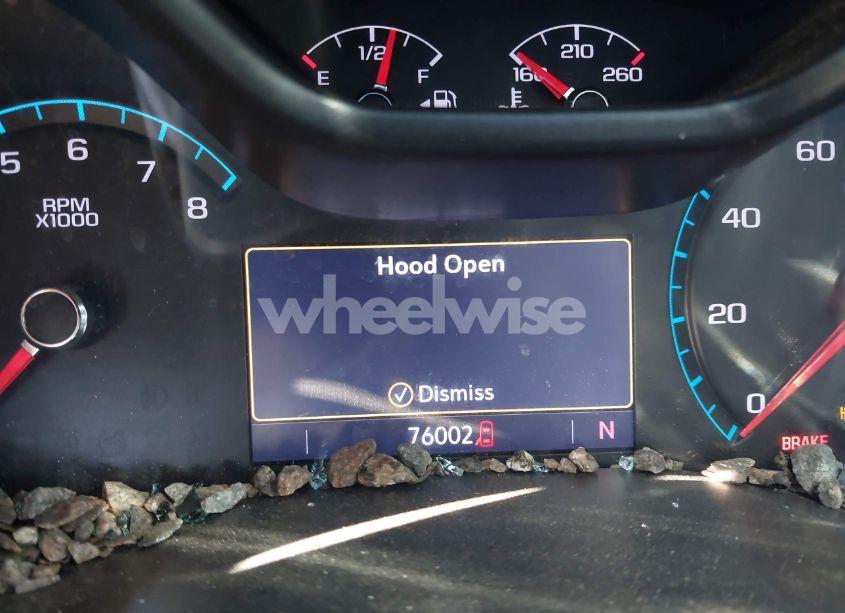 1/2
E F
160 210 260
5 6 7 8
RPM
X1000
60
40
20
0
Hood Open
wheelwise
Dismiss
76002
N
BRAKE